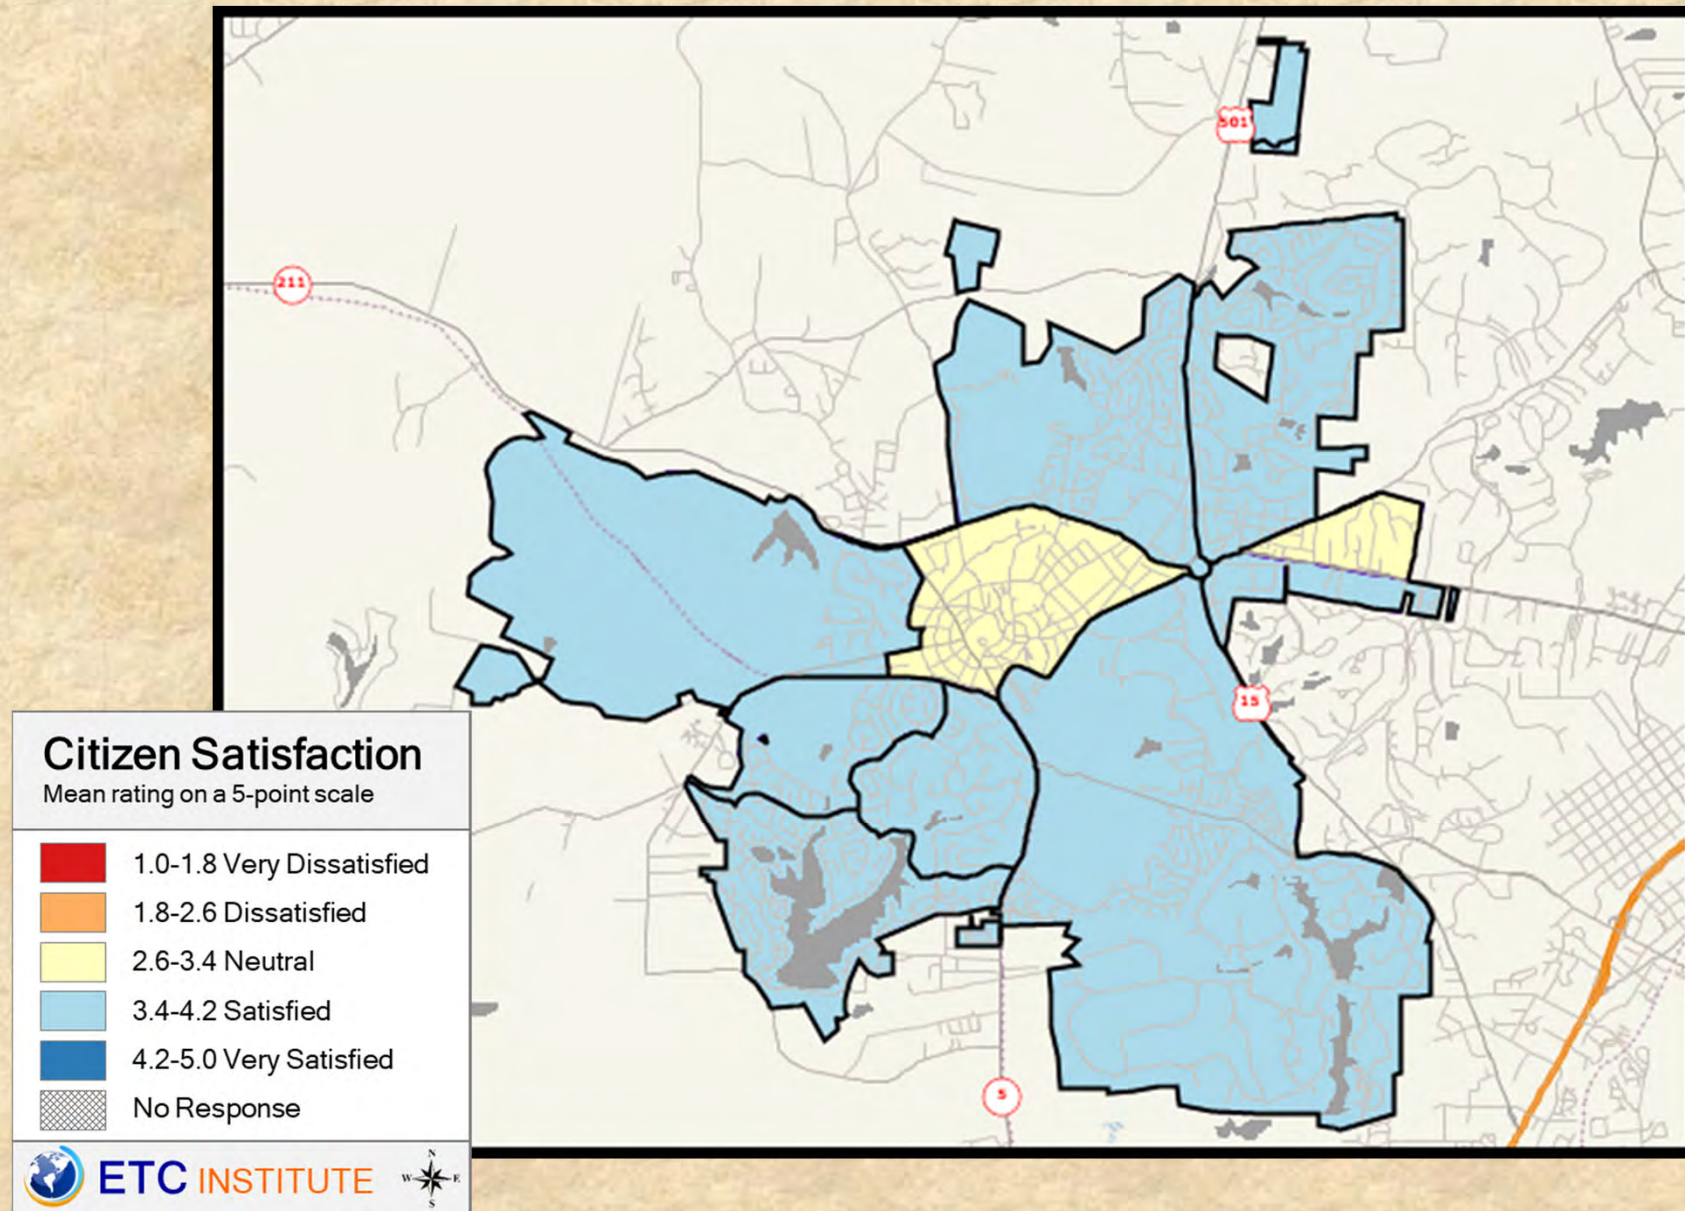 501
211
15
5
Citizen Satisfaction
Mean rating on a 5-point scale
1.0-1.8 Very Dissatisfied
1.8-2.6 Dissatisfied
2.6-3.4 Neutral
3.4-4.2 Satisfied
4.2-5.0 Very Satisfied
No Response
ETC INSTITUTE
N
W E
S